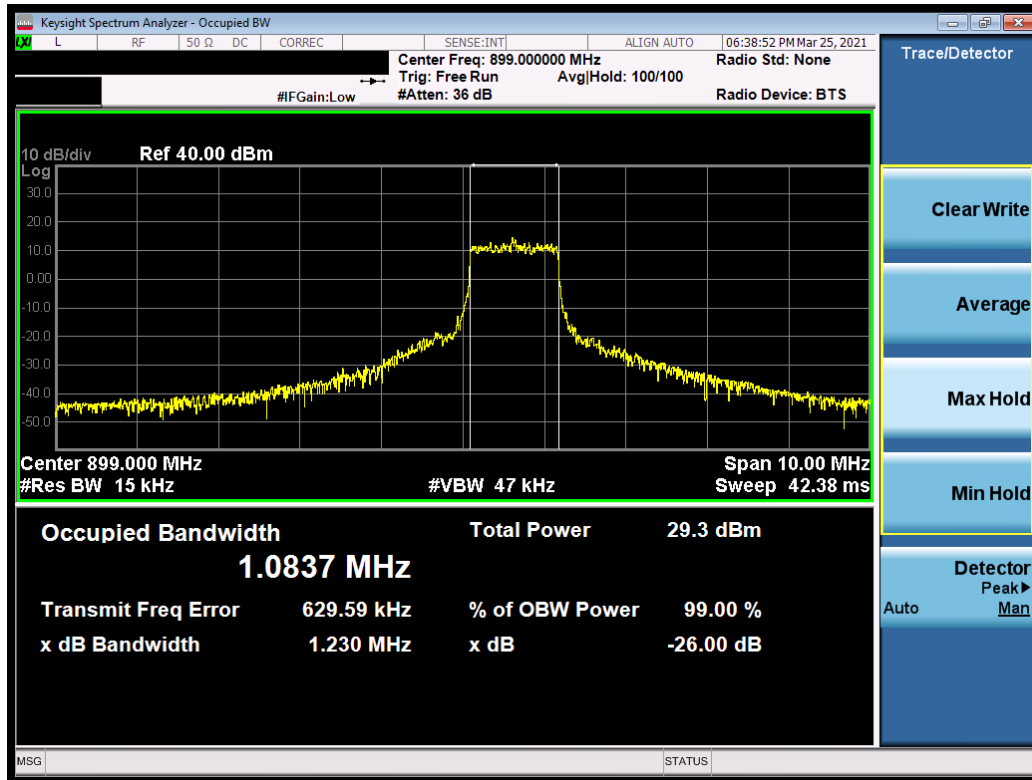 Keysight Spectrum Analyzer - Occupied BW
LXI L RF 50 Ω DC CORREC SENSE:INT ALIGN AUTO 06:38:52 PM Mar 25, 2021
Center Freq: 899.000000 MHz Radio Std: None
Trig: Free Run Avg|Hold: 100/100
#IFGain:Low #Atten: 36 dB Radio Device: BTS
Trace/Detector
10 dB/div Ref 40.00 dBm
Log
30.0
20.0
10.0
0.00
-10.0
-20.0
-30.0
-40.0
-50.0
Center 899.000 MHz Span 10.00 MHz
#Res BW 15 kHz #VBW 47 kHz Sweep 42.38 ms
Occupied Bandwidth Total Power 29.3 dBm
1.0837 MHz
Transmit Freq Error 629.59 kHz % of OBW Power 99.00 %
x dB Bandwidth 1.230 MHz x dB -26.00 dB
Clear Write
Average
Max Hold
Min Hold
Detector
Peak▶
Auto Man
MSG STATUS